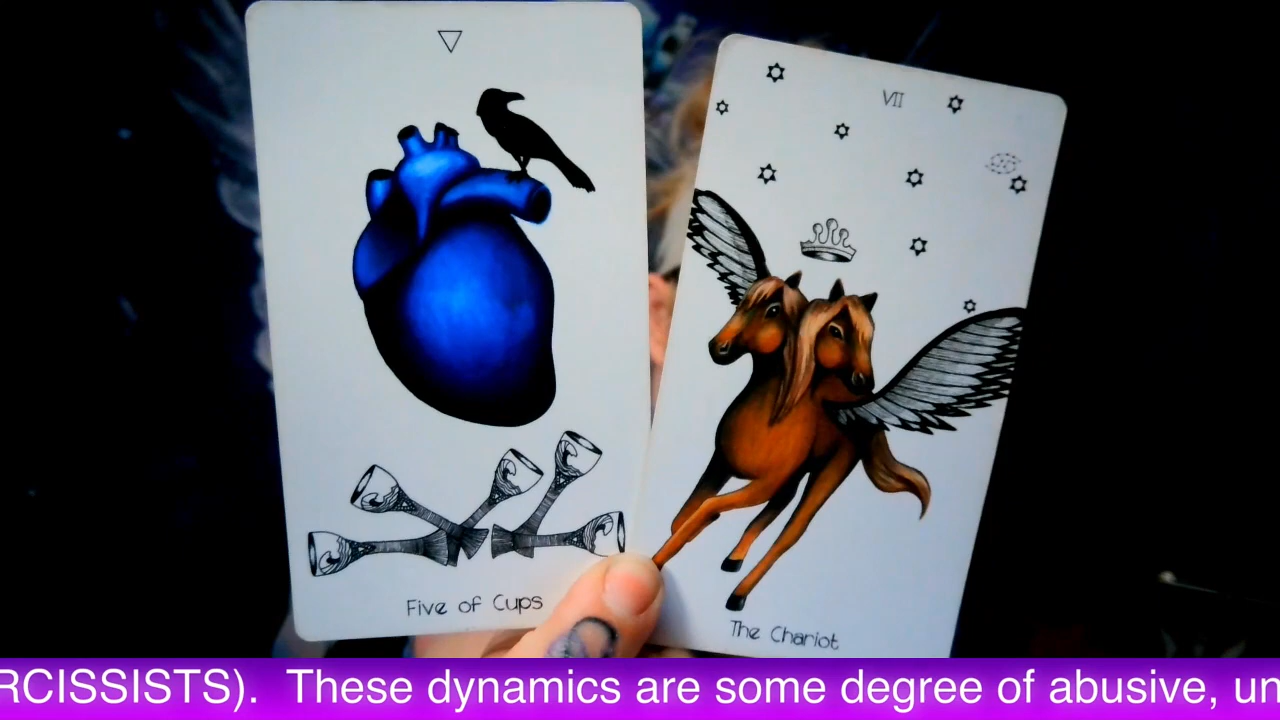 VII
Five of Cups
The Chariot
RCISSISTS).  These dynamics are some degree of abusive, un